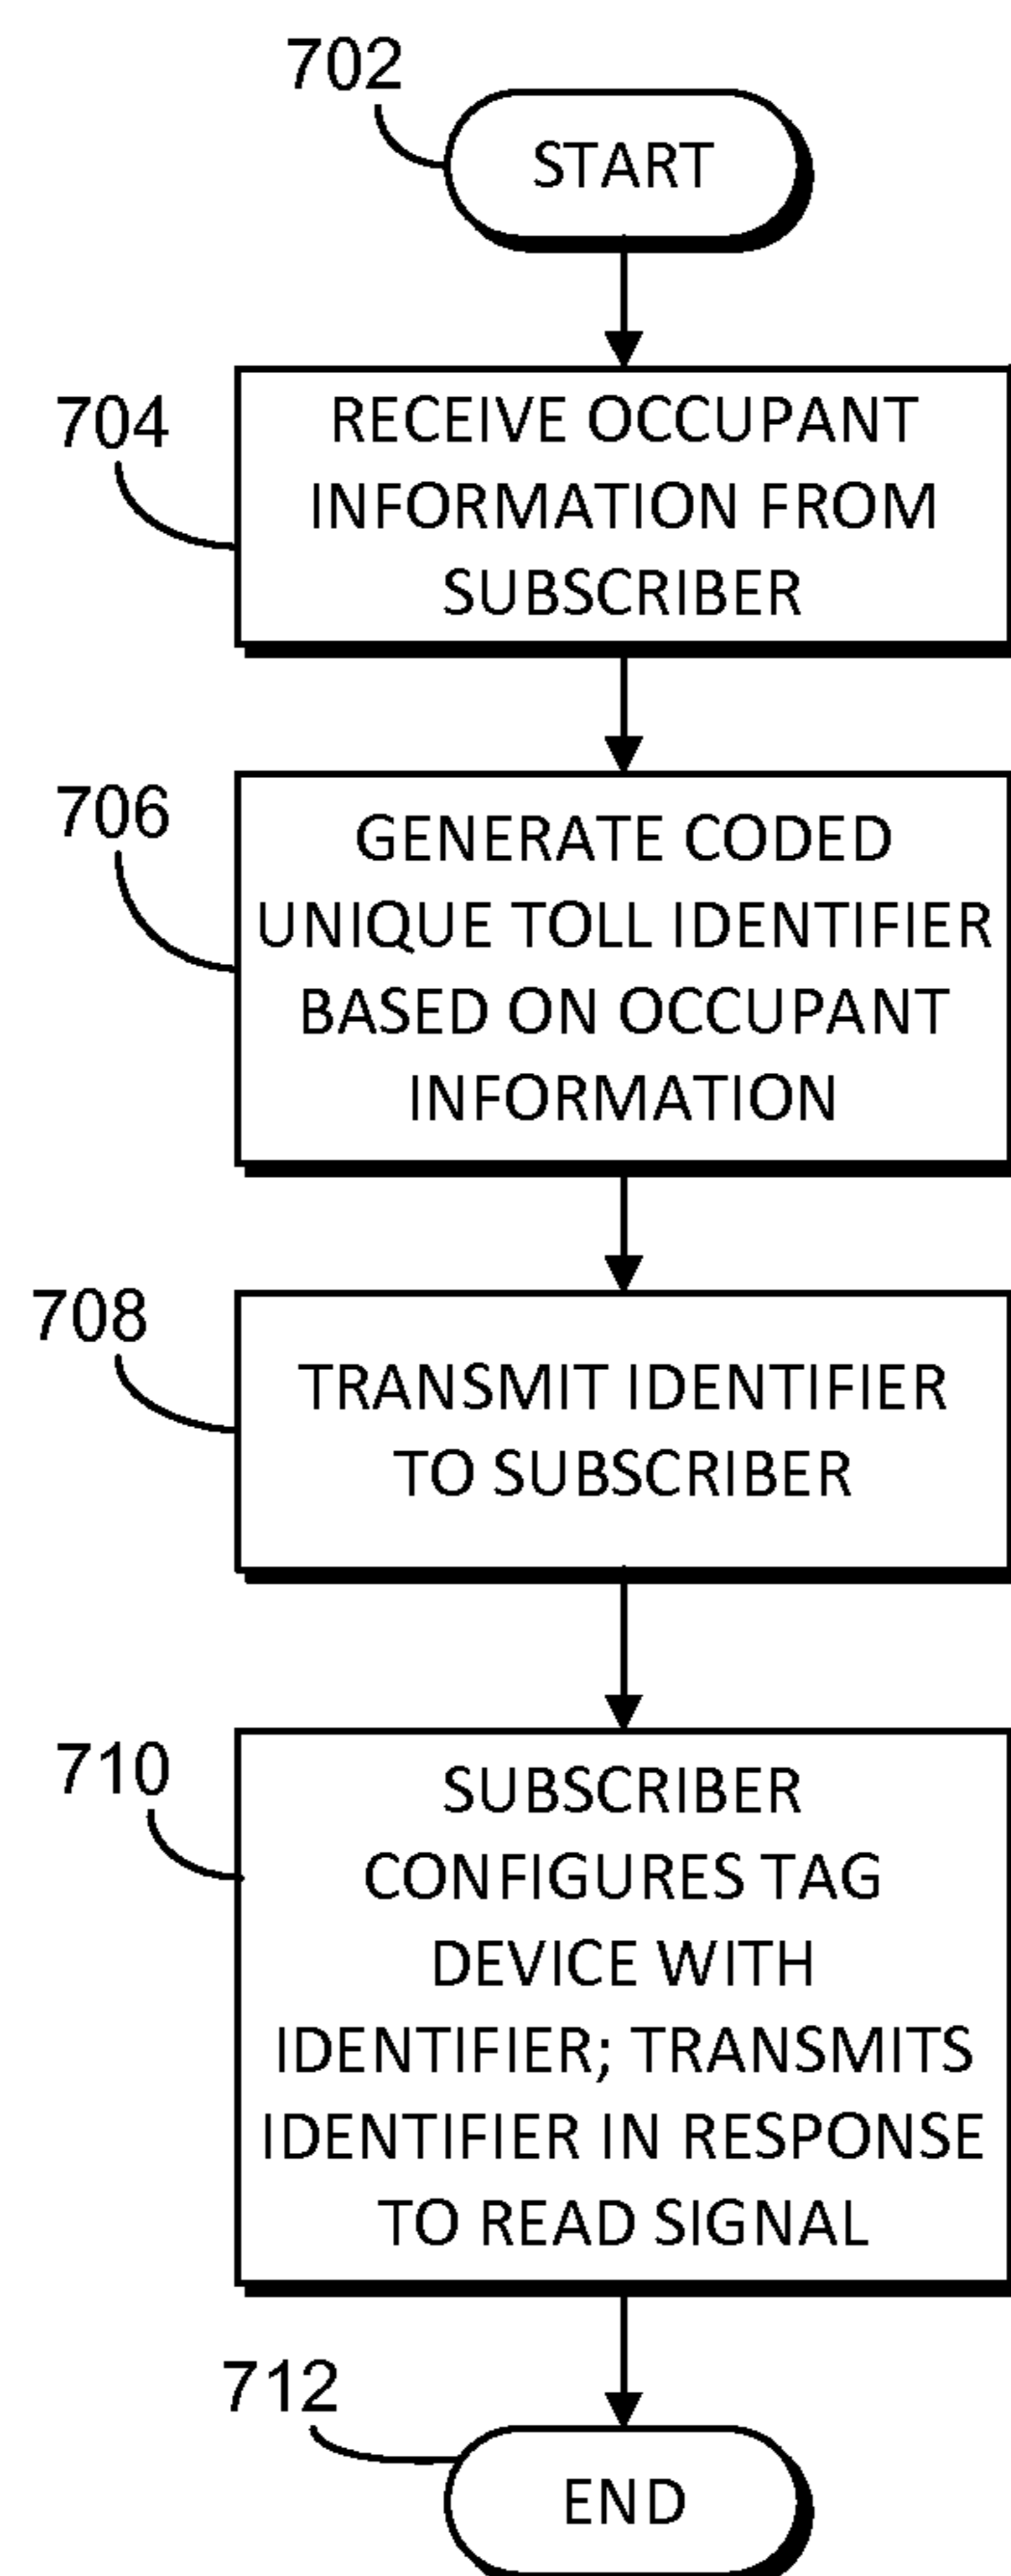 702
START
704
RECEIVE OCCUPANT
INFORMATION FROM
SUBSCRIBER
706
GENERATE CODED
UNIQUE TOLL IDENTIFIER
BASED ON OCCUPANT
INFORMATION
708
TRANSMIT IDENTIFIER
TO SUBSCRIBER
710
SUBSCRIBER
CONFIGURES TAG
DEVICE WITH
IDENTIFIER; TRANSMITS
IDENTIFIER IN RESPONSE
TO READ SIGNAL
712
END